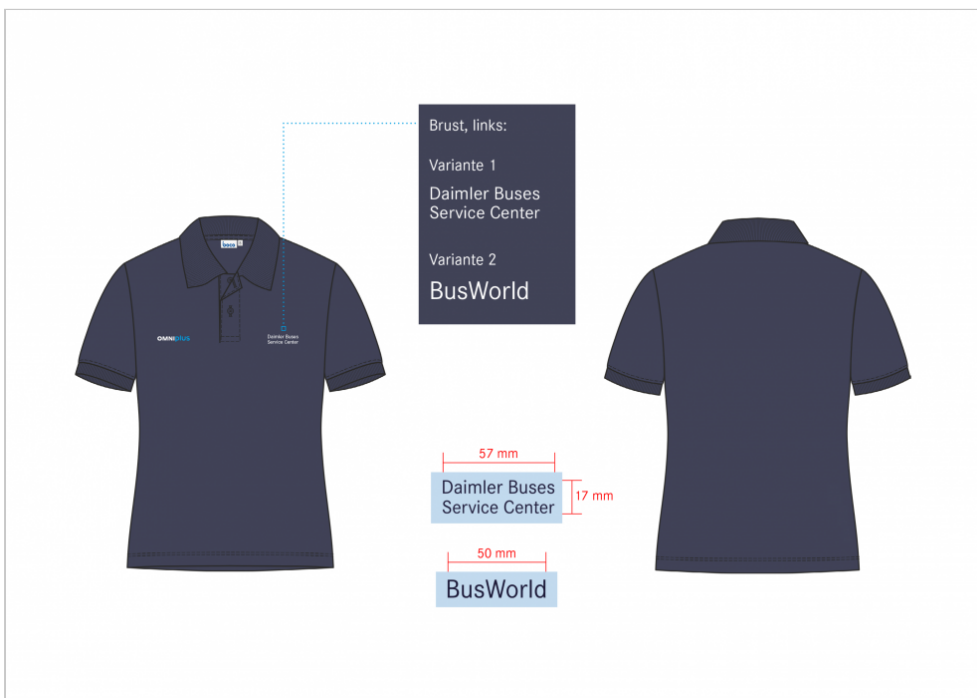 Brust, links:
Variante 1
Daimler Buses
Service Center
Variante 2
BusWorld
boco
OMNIplus
Daimler Buses
Service Center
57 mm
Daimler Buses
Service Center
17 mm
50 mm
BusWorld